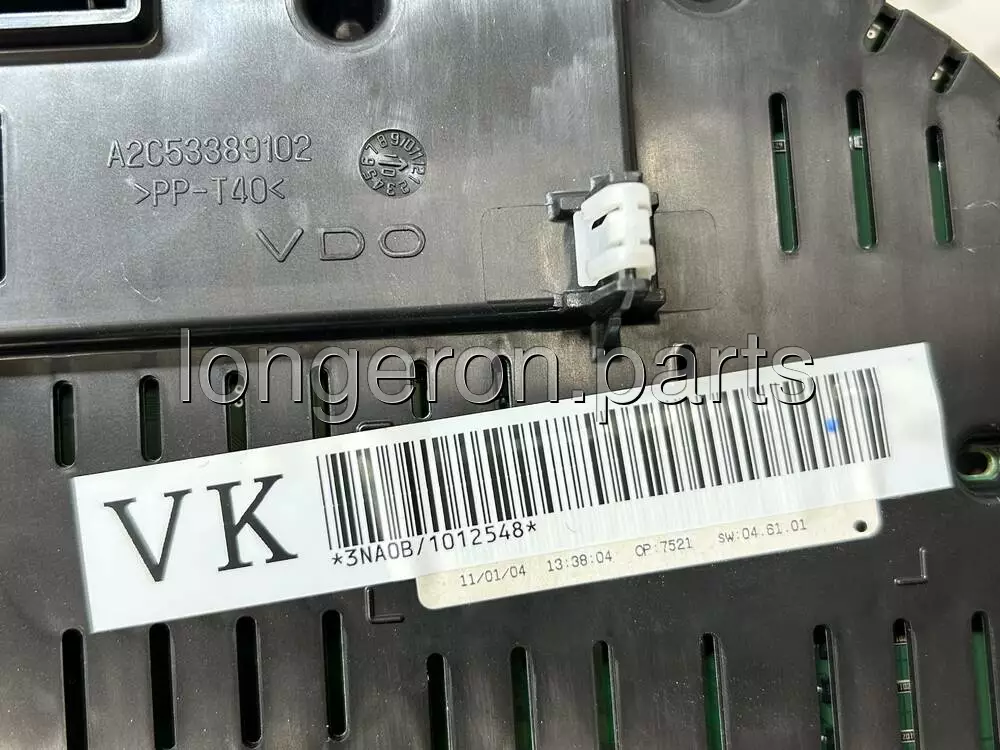 A2C53389102
>PP-T40<
VDO
longeron.parts
VK
*3NA0B/1012548*
11/01/04 13:38:04 OP:7521 SW:04.61.01